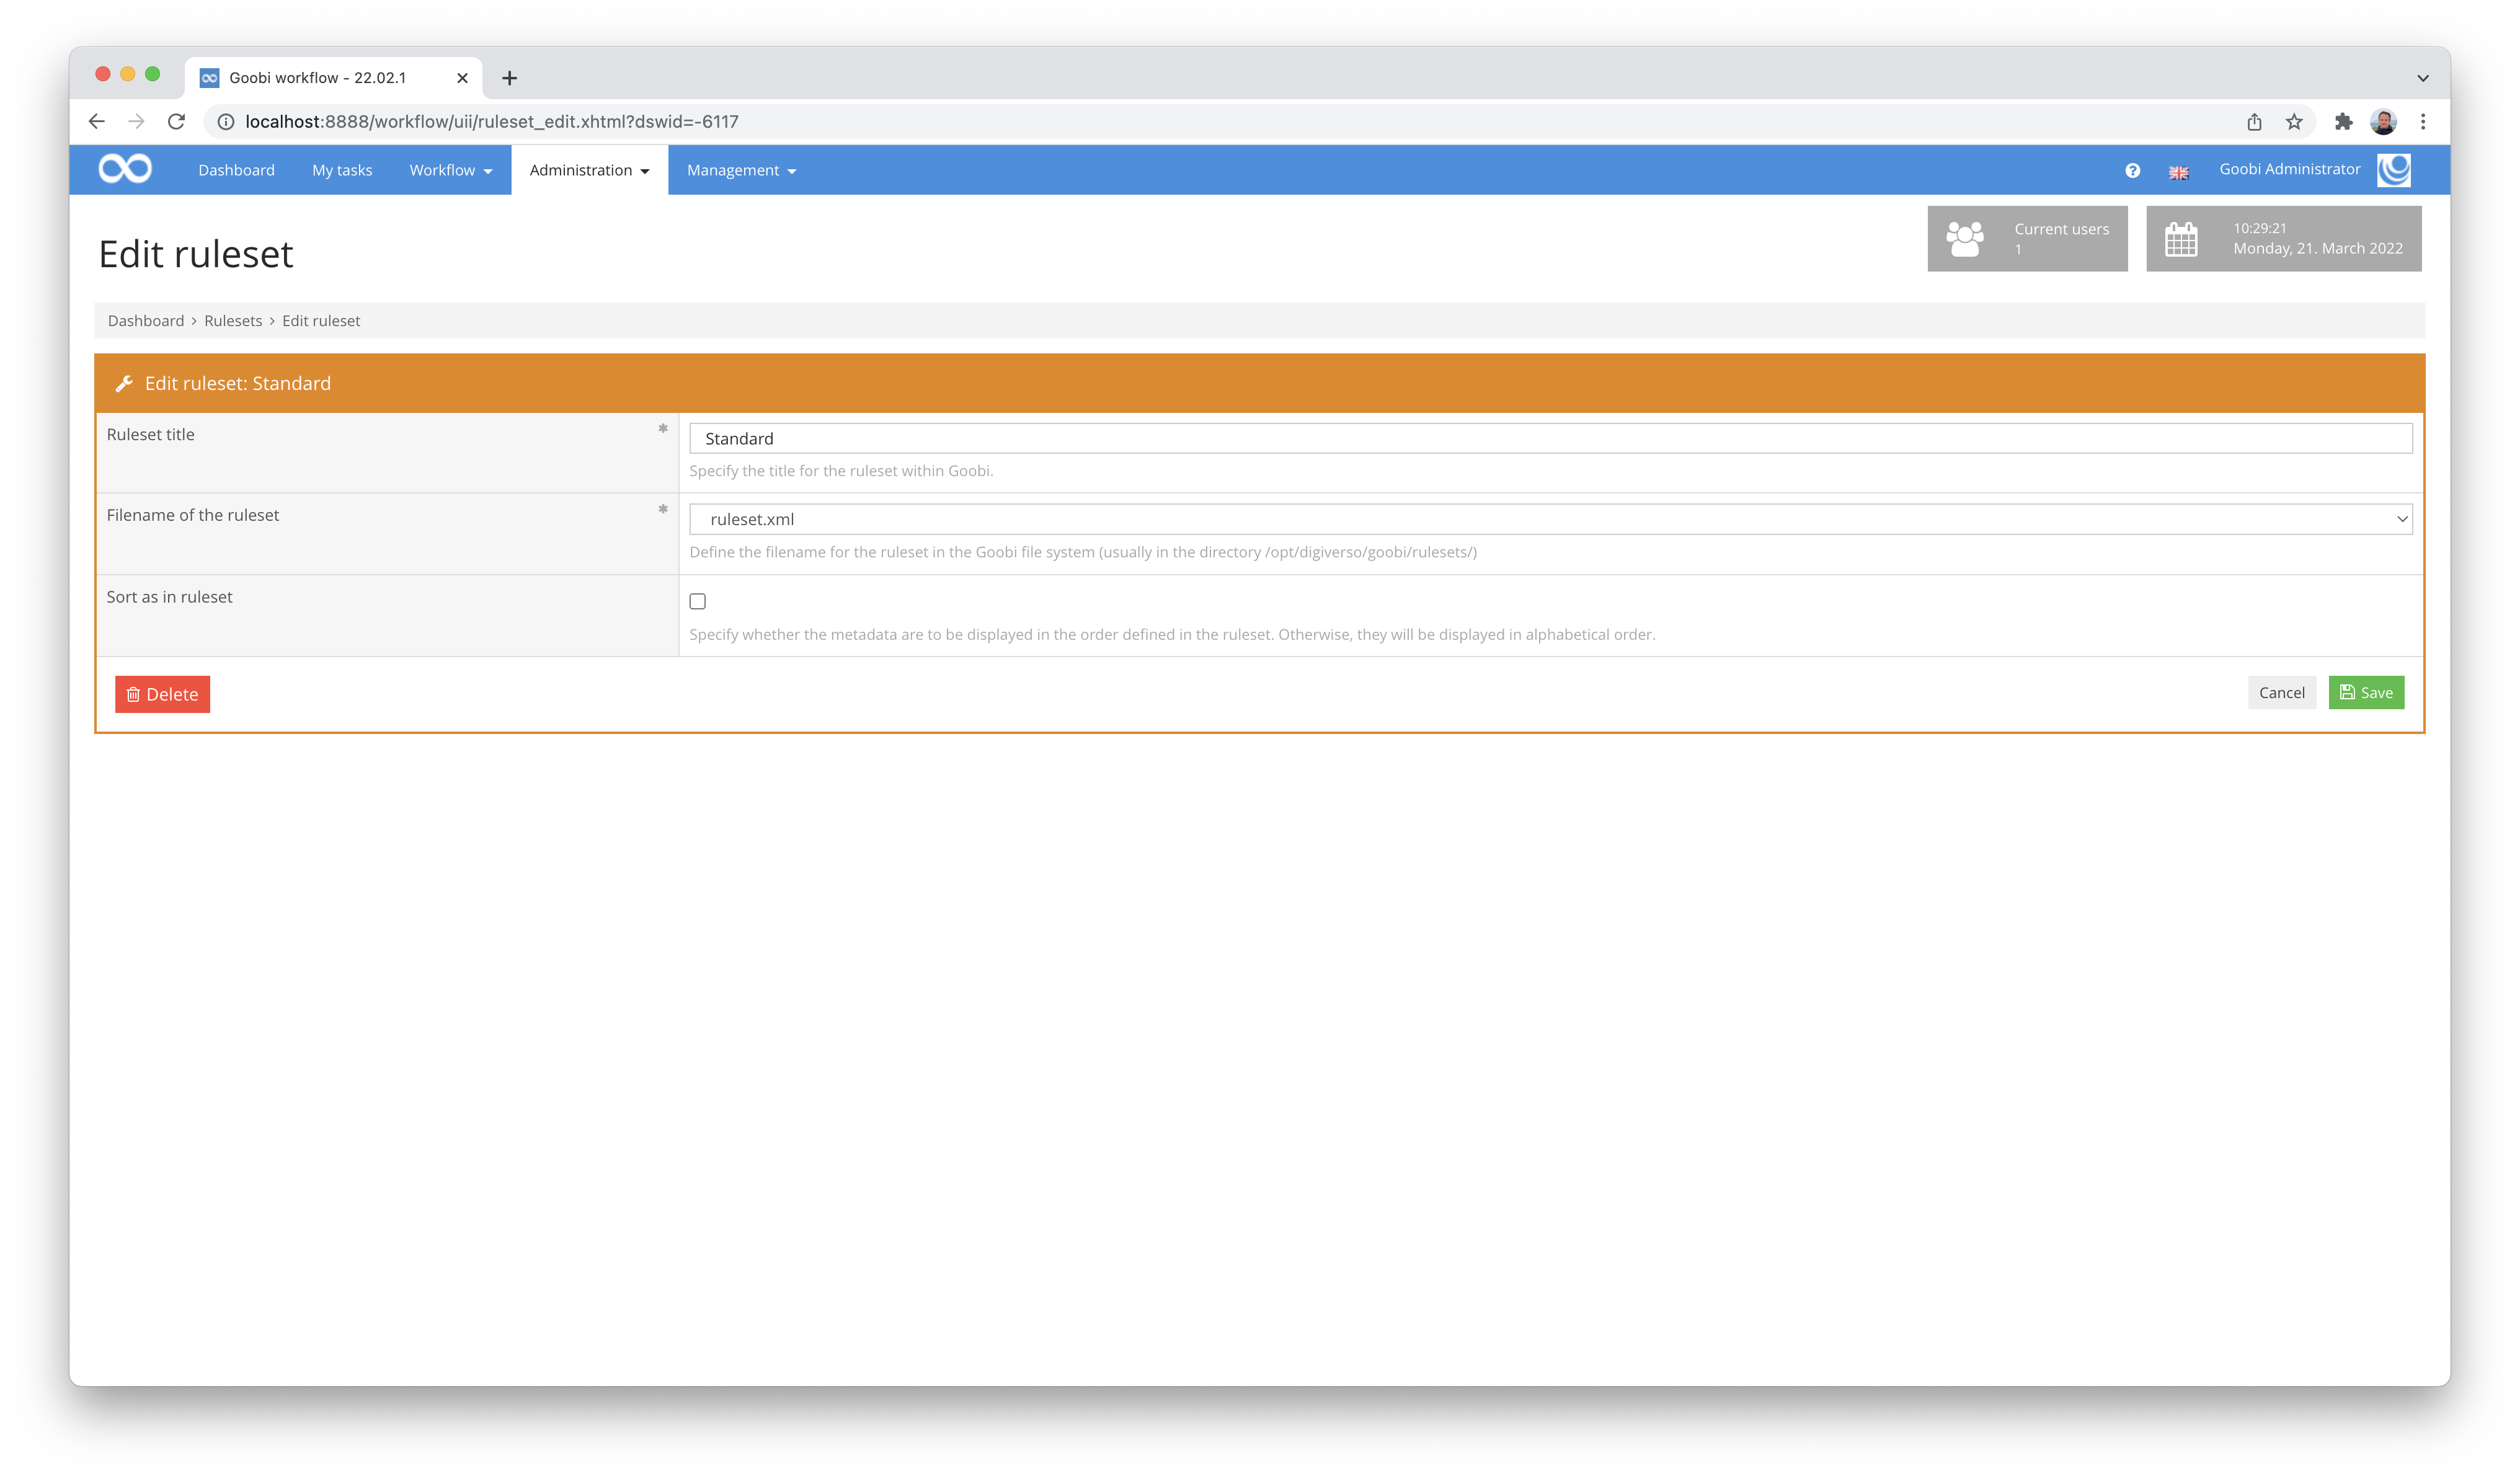 Goobi workflow - 22.02.1
localhost:8888/workflow/uii/ruleset_edit.xhtml?dswid=-6117
Dashboard My tasks Workflow Administration Management Goobi Administrator
Edit ruleset
Current users
1
10:29:21
Monday, 21. March 2022
Dashboard > Rulesets > Edit ruleset
Edit ruleset: Standard
Ruleset title * Standard
Specify the title for the ruleset within Goobi.
Filename of the ruleset * ruleset.xml
Define the filename for the ruleset in the Goobi file system (usually in the directory /opt/digiverso/goobi/rulesets/)
Sort as in ruleset
Specify whether the metadata are to be displayed in the order defined in the ruleset. Otherwise, they will be displayed in alphabetical order.
Delete Cancel Save